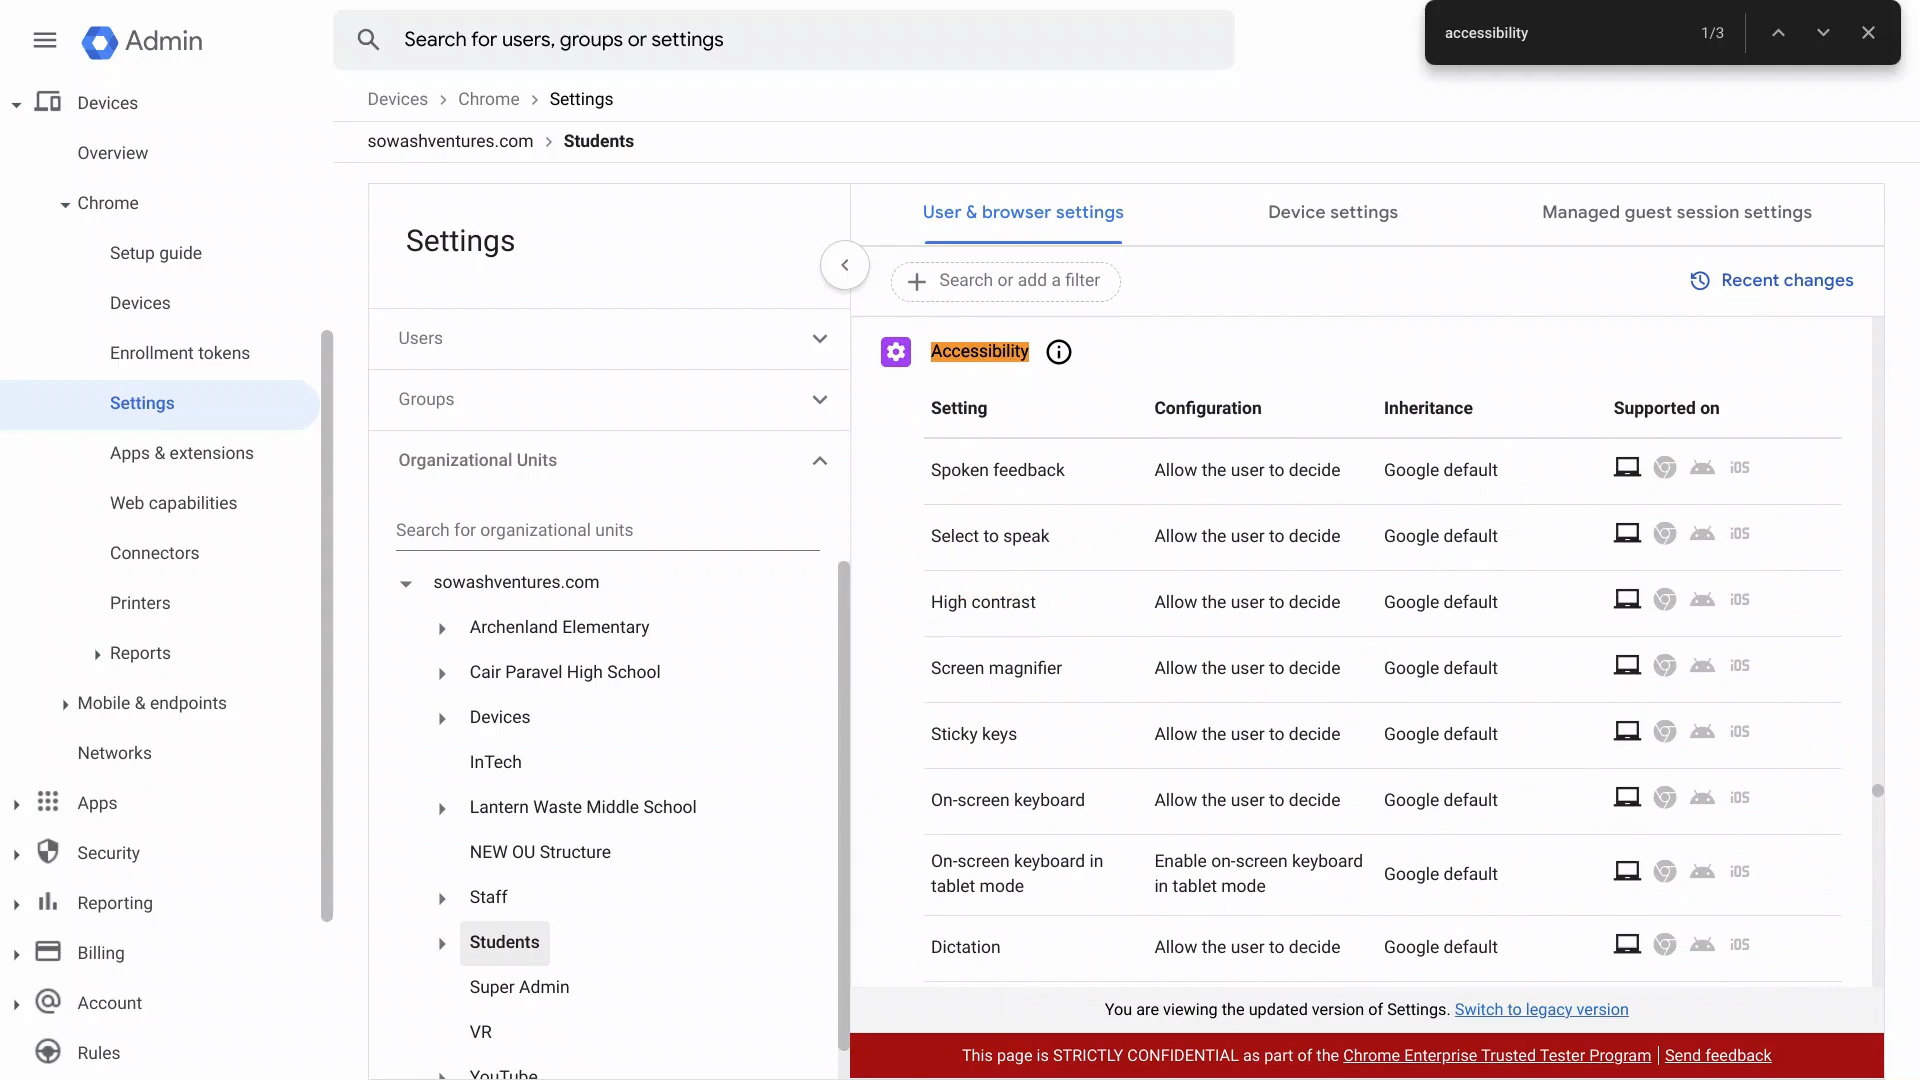 Admin
Search for users, groups or settings
accessibility
1/3
Devices
Overview
Chrome
Setup guide
Devices
Enrollment tokens
Settings
Apps & extensions
Web capabilities
Connectors
Printers
Reports
Mobile & endpoints
Networks
Apps
Security
Reporting
Billing
Account
Rules
Devices > Chrome > Settings
sowashventures.com > Students
Settings
Users
Groups
Organizational Units
Search for organizational units
sowashventures.com
Archenland Elementary
Cair Paravel High School
Devices
InTech
Lantern Waste Middle School
NEW OU Structure
Staff
Students
Super Admin
VR
YouTube
User & browser settings
Device settings
Managed guest session settings
Search or add a filter
Recent changes
Accessibility
Setting Configuration Inheritance Supported on
Spoken feedback Allow the user to decide Google default iOS
Select to speak Allow the user to decide Google default iOS
High contrast Allow the user to decide Google default iOS
Screen magnifier Allow the user to decide Google default iOS
Sticky keys Allow the user to decide Google default iOS
On-screen keyboard Allow the user to decide Google default iOS
On-screen keyboard in tablet mode Enable on-screen keyboard in tablet mode Google default iOS
Dictation Allow the user to decide Google default iOS
You are viewing the updated version of Settings. Switch to legacy version
This page is STRICTLY CONFIDENTIAL as part of the Chrome Enterprise Trusted Tester Program | Send feedback